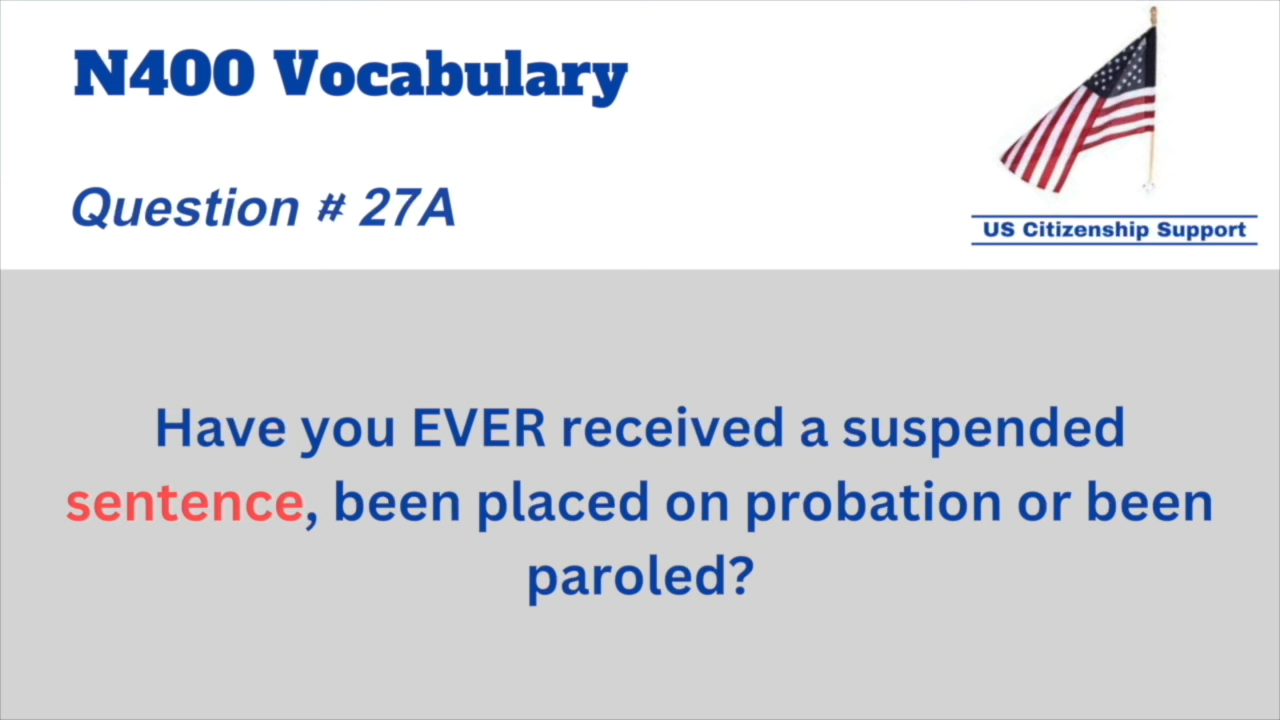 N400 Vocabulary
Question # 27A
US Citizenship Support
Have you EVER received a suspended
sentence, been placed on probation or been
paroled?